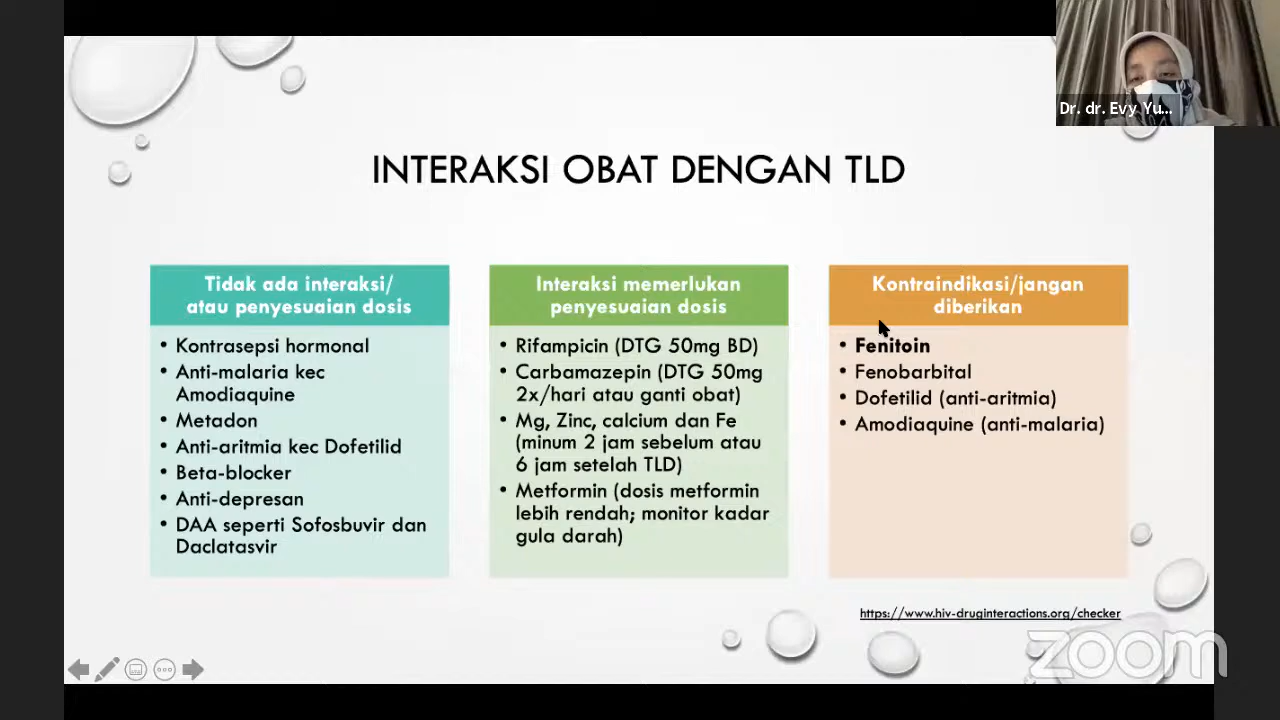 Dr. dr. Evy Yu...
INTERAKSI OBAT DENGAN TLD
Tidak ada interaksi/
atau penyesuaian dosis
• Kontrasepsi hormonal
• Anti-malaria kec
Amodiaquine
• Metadon
• Anti-aritmia kec Dofetilid
• Beta-blocker
• Anti-depresan
• DAA seperti Sofosbuvir dan
Daclatasvir
Interaksi memerlukan
penyesuaian dosis
• Rifampicin (DTG 50mg BD)
• Carbamazepin (DTG 50mg
2x/hari atau ganti obat)
• Mg, Zinc, calcium dan Fe
(minum 2 jam sebelum atau
6 jam setelah TLD)
• Metformin (dosis metformin
lebih rendah; monitor kadar
gula darah)
Kontraindikasi/jangan
diberikan
• Fenitoin
• Fenobarbital
• Dofetilid (anti-aritmia)
• Amodiaquine (anti-malaria)
https://www.hiv-druginteractions.org/checker
zoom